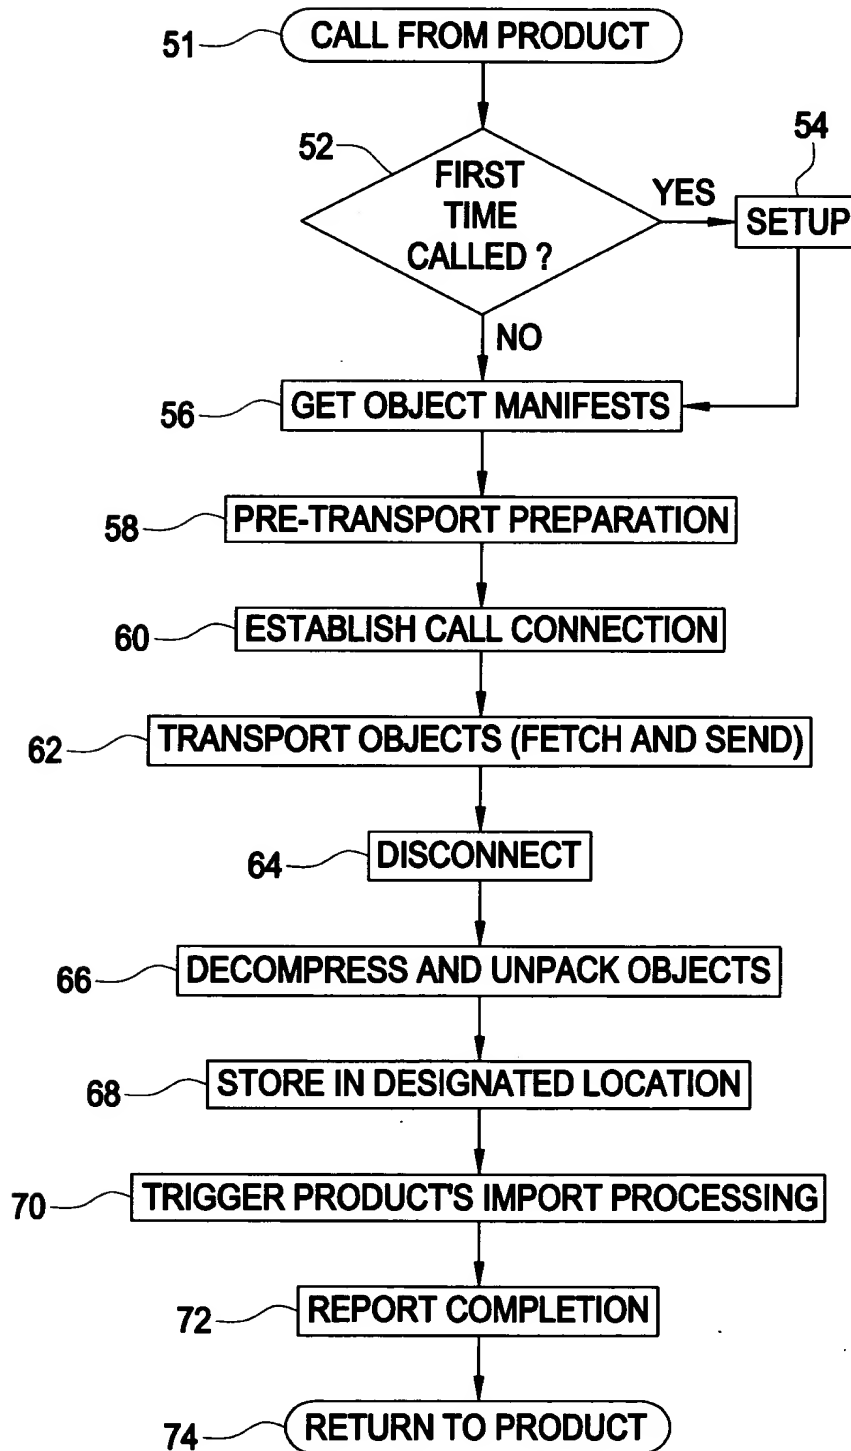 51 CALL FROM PRODUCT
52
FIRST
TIME
CALLED ?
YES
54
SETUP
NO
56 GET OBJECT MANIFESTS
58 PRE-TRANSPORT PREPARATION
60 ESTABLISH CALL CONNECTION
62 TRANSPORT OBJECTS (FETCH AND SEND)
64 DISCONNECT
66 DECOMPRESS AND UNPACK OBJECTS
68 STORE IN DESIGNATED LOCATION
70 TRIGGER PRODUCT'S IMPORT PROCESSING
72 REPORT COMPLETION
74 RETURN TO PRODUCT